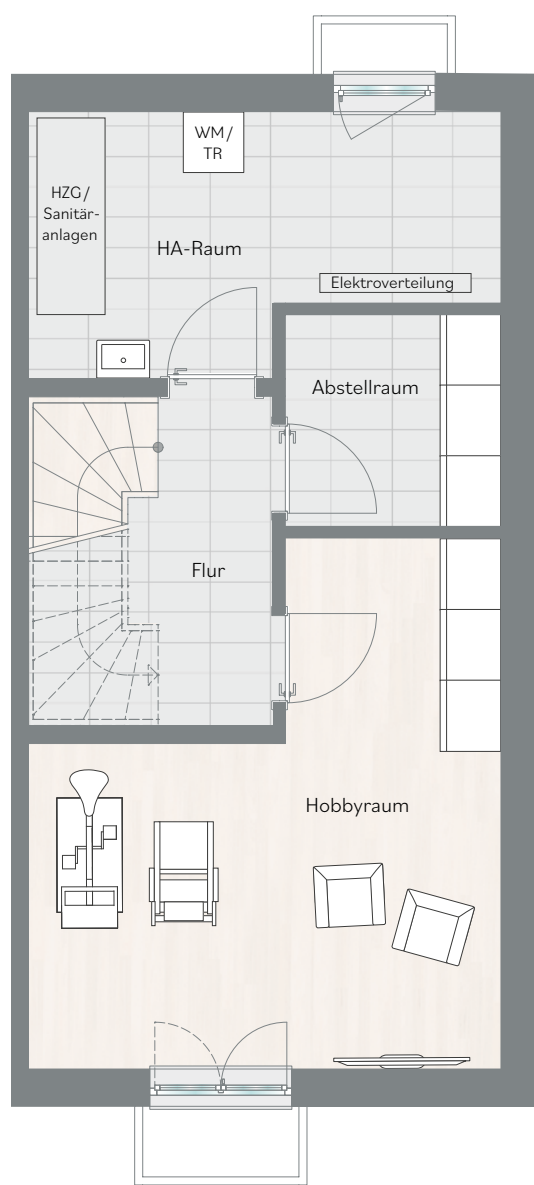 WM/
TR
HZG/
Sanitär-
anlagen
HA-Raum
Elektroverteilung
Abstellraum
Flur
Hobbyraum